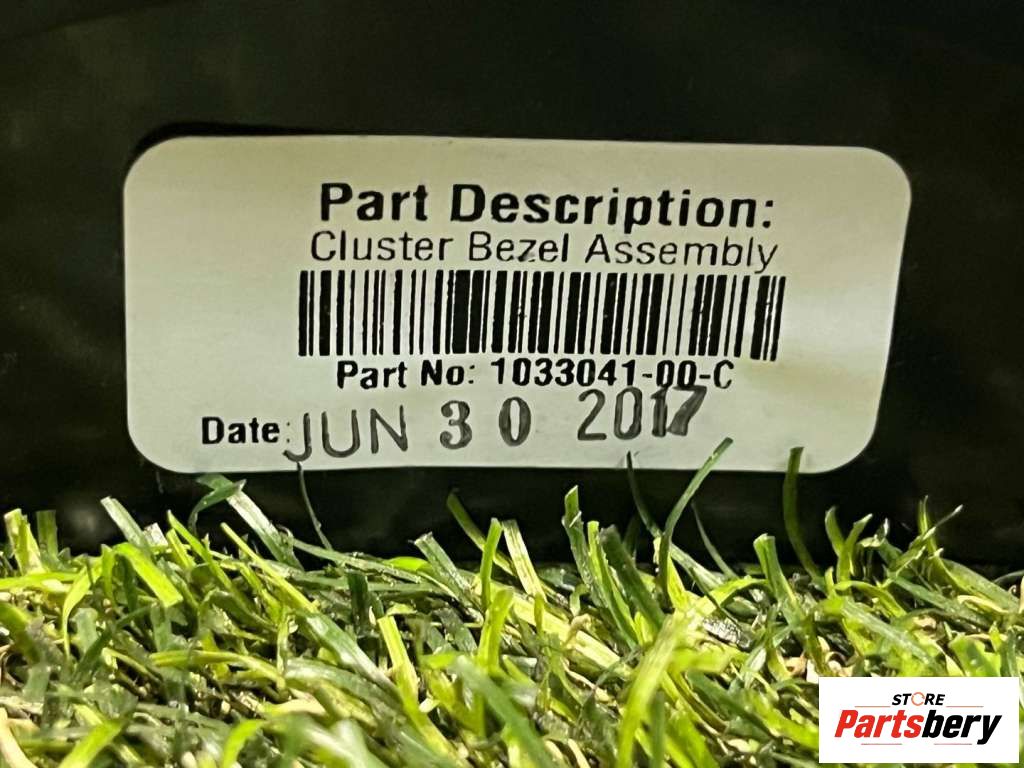 Part Description:
Cluster Bezel Assembly
Part No: 1033041-00-C
Date: JUN 30 2017
STORE
Partsbery